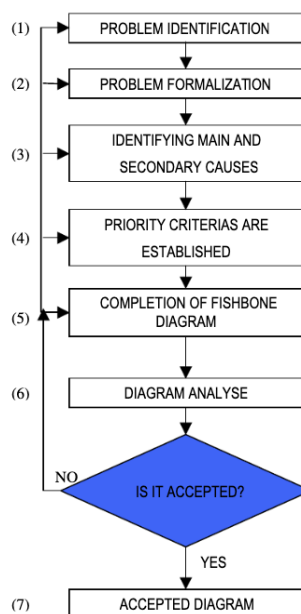 (1) PROBLEM IDENTIFICATION
(2) PROBLEM FORMALIZATION
(3) IDENTIFYING MAIN AND
SECONDARY CAUSES
(4) PRIORITY CRITERIAS ARE
ESTABLISHED
(5) COMPLETION OF FISHBONE
DIAGRAM
(6) DIAGRAM ANALYSE
NO
IS IT ACCEPTED?
YES
(7) ACCEPTED DIAGRAM